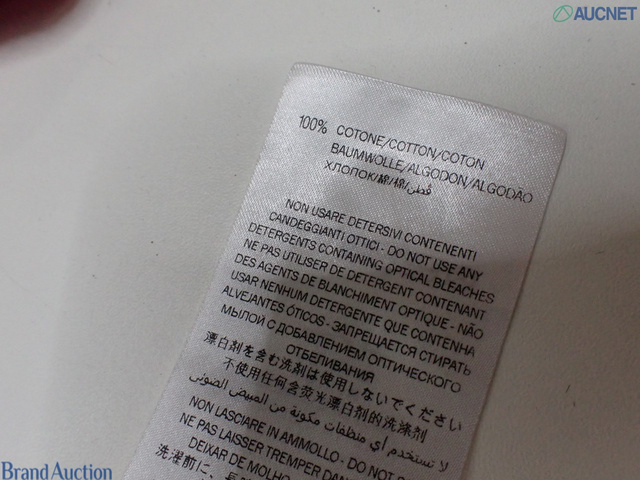 AUCNET
100% COTONE/COTTON/COTON
BAUMWOLLE/ALGODON/ALGODÃO
ХЛОПОК/綿/棉/قطن
NON USARE DETERSIVI CONTENENTI
CANDEGGIANTI OTTICI - DO NOT USE ANY
DETERGENTS CONTAINING OPTICAL BLEACHES
NE PAS UTILISER DE DETERGENT CONTENANT
DES AGENTS DE BLANCHIMENT OPTIQUE - NÃO
USAR NENHUM DETERGENTE QUE CONTENHA
ALVEJANTES ÓTICOS - ЗАПРЕЩАЕТСЯ СТИРАТЬ
МЫЛОЙ С ДОБАВЛЕНИЕМ ОПТИЧЕСКОГО
ОТБЕЛИВАНИЯ
漂白剤を含む洗剤は使用しないでください
不使用任何含荧光漂白剂的洗涤剂
لا تستخدم أي منظفات مكونة من المبيض الضوئي
NON LASCIARE IN AMMOLLO - DO NOT
NE PAS LAISSER TREMPER DAN
DEIXAR DE MOLHO
洗濯前に、長
Brand Auction